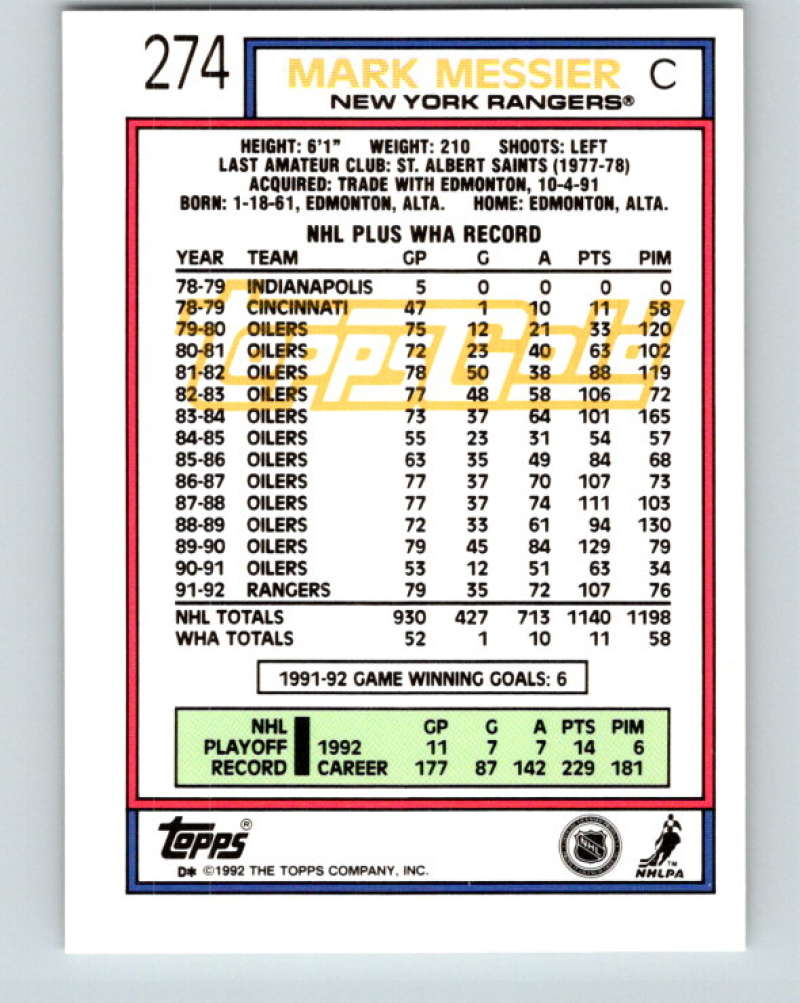 274 MARK MESSIER C
NEW YORK RANGERS®
HEIGHT: 6'1" WEIGHT: 210 SHOOTS: LEFT
LAST AMATEUR CLUB: ST. ALBERT SAINTS (1977-78)
ACQUIRED: TRADE WITH EDMONTON, 10-4-91
BORN: 1-18-61, EDMONTON, ALTA. HOME: EDMONTON, ALTA.
NHL PLUS WHA RECORD
YEAR TEAM GP G A PTS PIM
78-79 INDIANAPOLIS 5 0 0 0 0
78-79 CINCINNATI 47 1 10 11 58
79-80 OILERS 75 12 21 33 120
80-81 OILERS 72 23 40 63 102
81-82 OILERS 78 50 38 88 119
82-83 OILERS 77 48 58 106 72
83-84 OILERS 73 37 64 101 165
84-85 OILERS 55 23 31 54 57
85-86 OILERS 63 35 49 84 68
86-87 OILERS 77 37 70 107 73
87-88 OILERS 77 37 74 111 103
88-89 OILERS 72 33 61 94 130
89-90 OILERS 79 45 84 129 79
90-91 OILERS 53 12 51 63 34
91-92 RANGERS 79 35 72 107 76
NHL TOTALS 930 427 713 1140 1198
WHA TOTALS 52 1 10 11 58
ToppsGold
1991-92 GAME WINNING GOALS: 6
NHL GP G A PTS PIM
PLAYOFF 1992 11 7 7 14 6
RECORD CAREER 177 87 142 229 181
Topps®
D* ©1992 THE TOPPS COMPANY, INC.
NHL
™
NHLPA